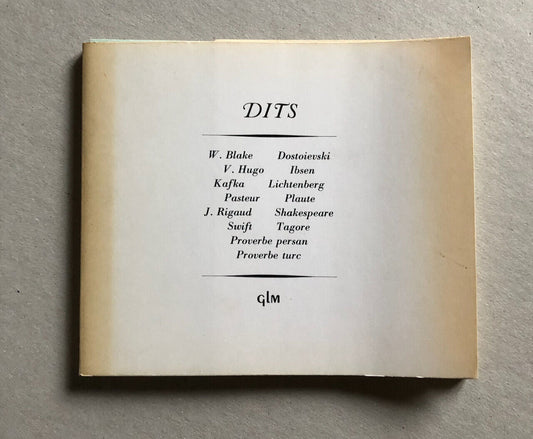 DITS
W. Blake Dostoievski
V. Hugo Ibsen
Kafka Lichtenberg
Pasteur Plaute
J. Rigaud Shakespeare
Swift Tagore
Proverbe persan
Proverbe turc
GLM